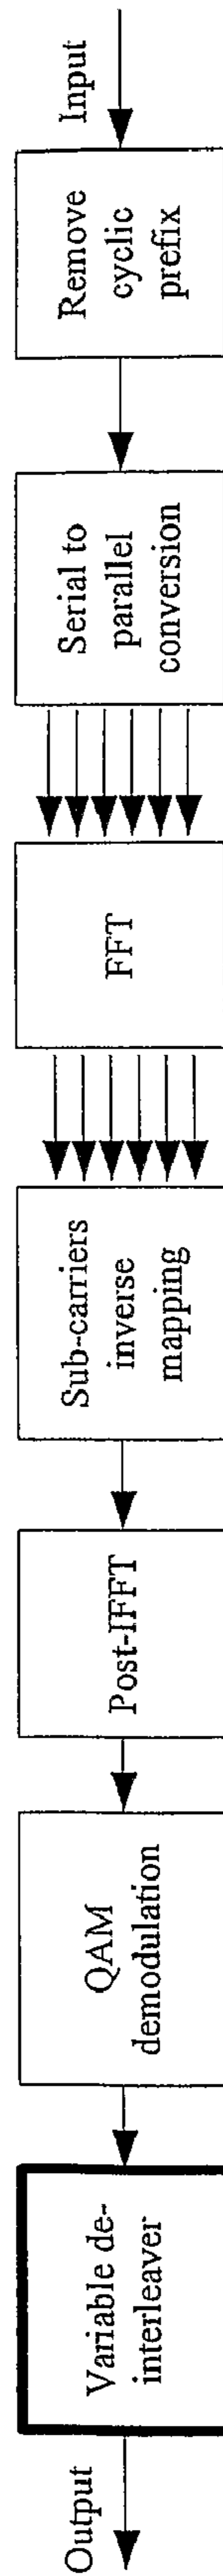 Input
Remove
cyclic
prefix
Serial to
parallel
conversion
FFT
Sub-carriers
inverse
mapping
Post-IFFT
QAM
demodulation
Variable de-
interleaver
Output